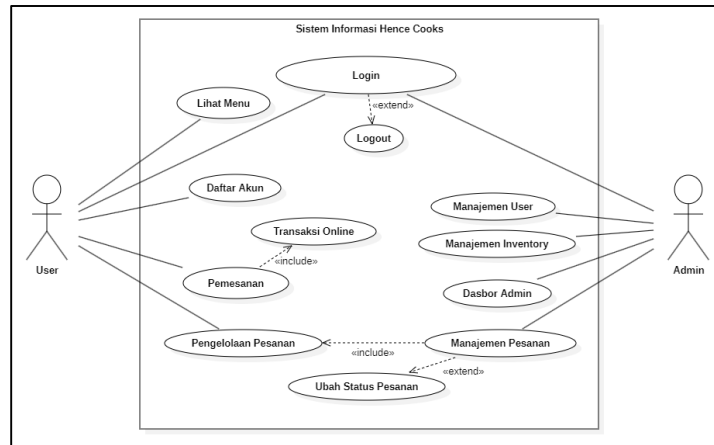 Sistem Informasi Hence Cooks
Login
Lihat Menu
«extend»
Logout
Daftar Akun
Manajemen User
Transaksi Online
Manajemen Inventory
«include»
User
Pemesanan
Dasbor Admin
Admin
Pengelolaan Pesanan
«include»
Manajemen Pesanan
«extend»
Ubah Status Pesanan